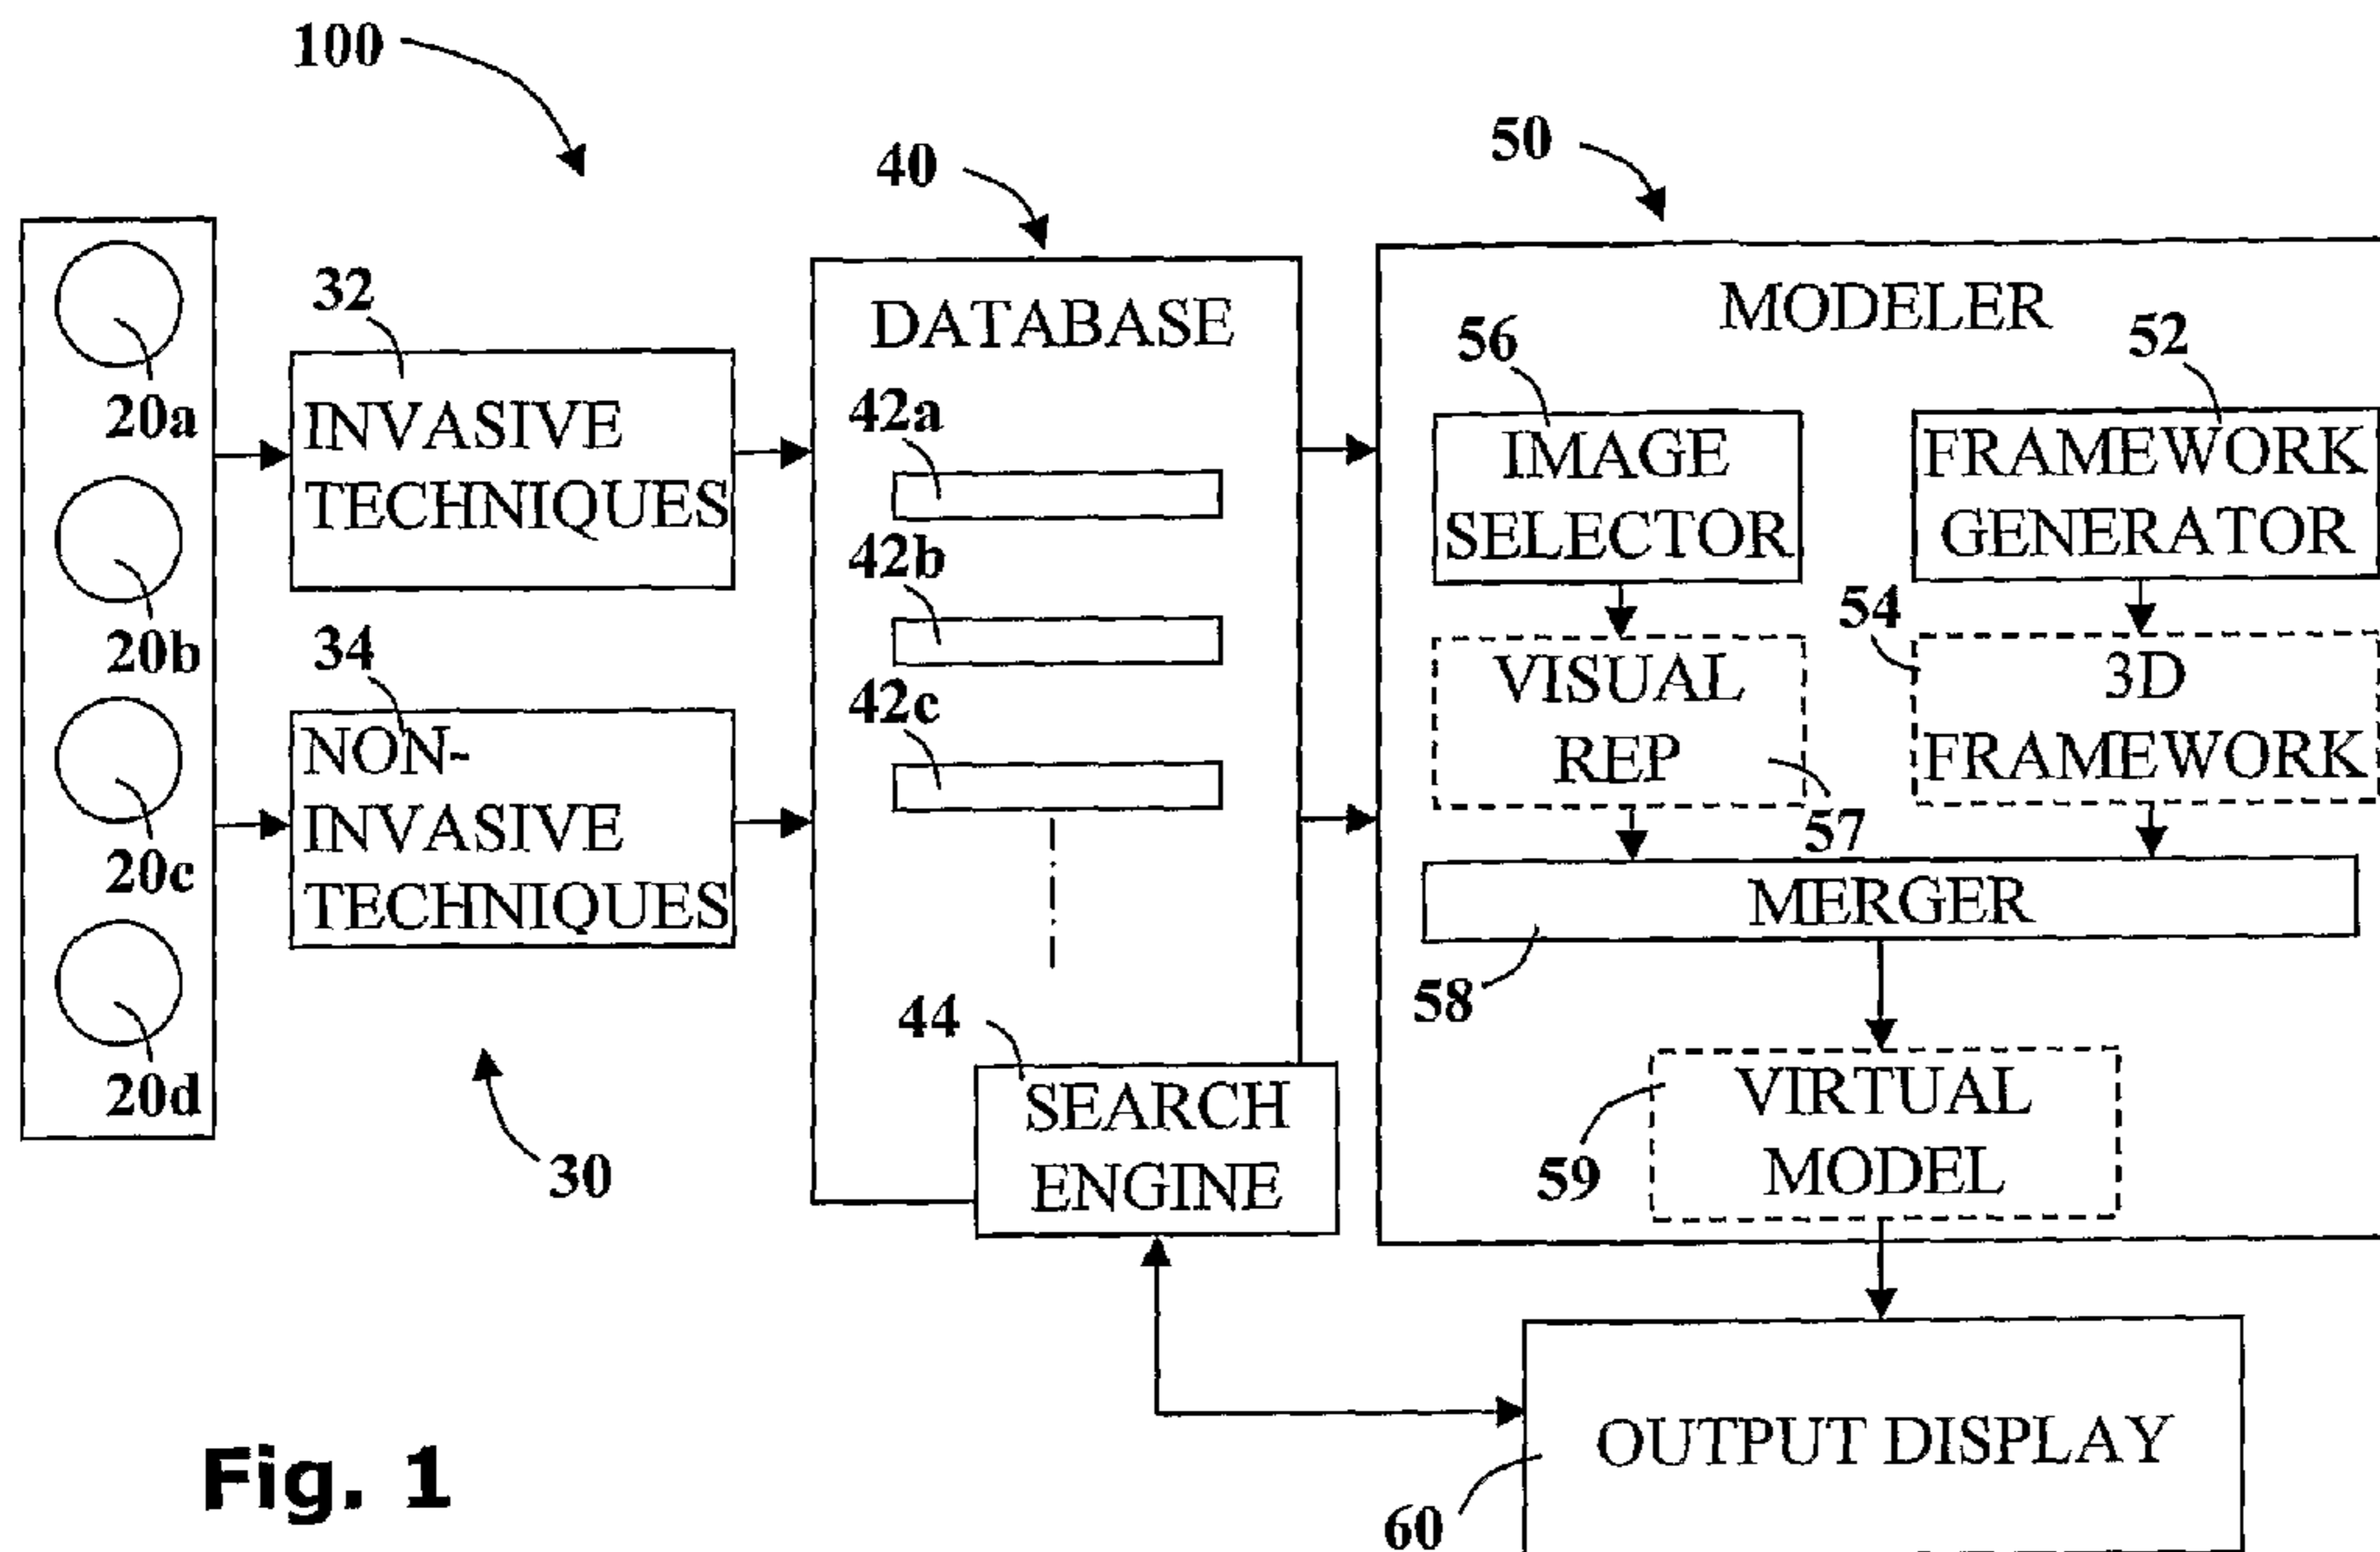 100
40
50
20a
20b
20c
20d
32
INVASIVE
TECHNIQUES
34
NON-
INVASIVE
TECHNIQUES
30
DATABASE
42a
42b
42c
44
SEARCH
ENGINE
MODELER
56
IMAGE
SELECTOR
52
FRAMEWORK
GENERATOR
VISUAL
REP
57
54
3D
FRAMEWORK
MERGER
58
VIRTUAL
MODEL
59
OUTPUT DISPLAY
60
Fig. 1